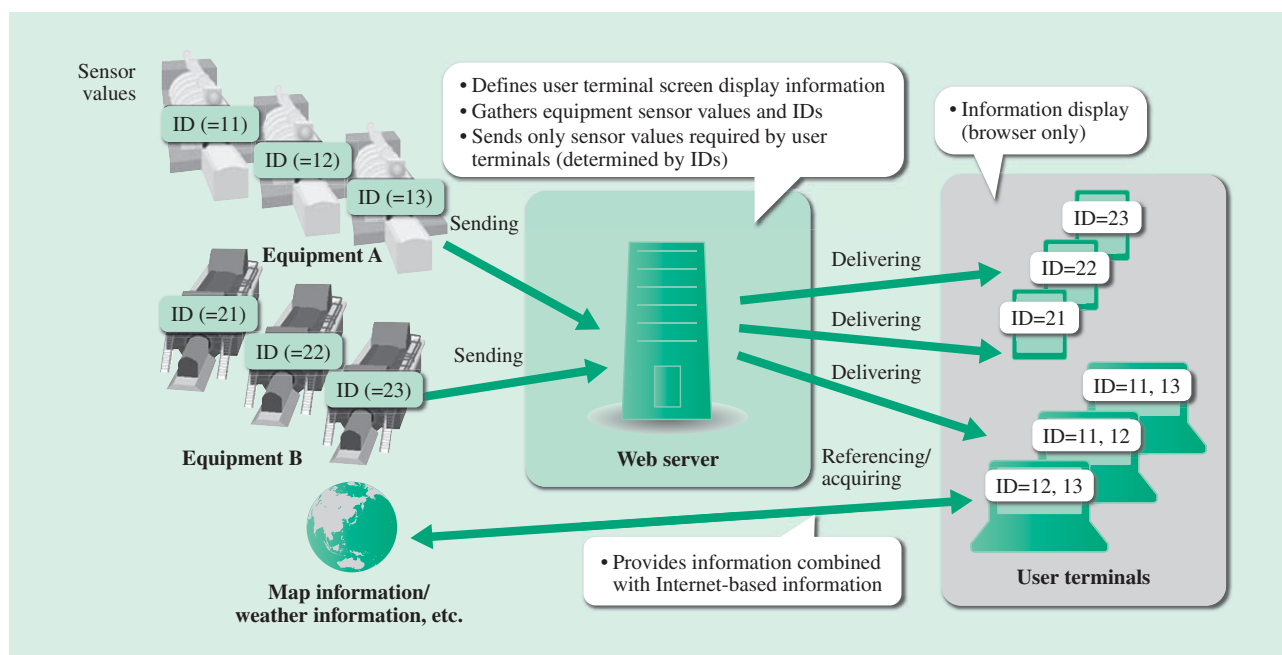 Sensor
values
ID (=11)
ID (=12)
ID (=13)
Equipment A
ID (=21)
ID (=22)
ID (=23)
Equipment B
Map information/
weather information, etc.
Sending
Sending
• Defines user terminal screen display information
• Gathers equipment sensor values and IDs
• Sends only sensor values required by user
terminals (determined by IDs)
Web server
Delivering
Delivering
Delivering
Referencing/
acquiring
• Provides information combined
with Internet-based information
• Information display
(browser only)
ID=23
ID=22
ID=21
ID=11, 13
ID=11, 12
ID=12, 13
User terminals